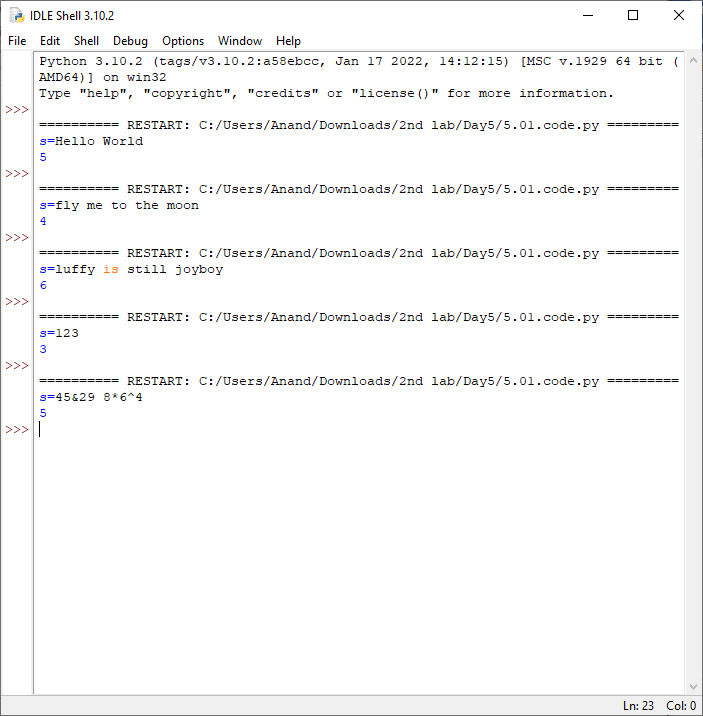 IDLE Shell 3.10.2
File Edit Shell Debug Options Window Help
Python 3.10.2 (tags/v3.10.2:a58ebcc, Jan 17 2022, 14:12:15) [MSC v.1929 64 bit (
AMD64)] on win32
Type "help", "copyright", "credits" or "license()" for more information.
>>>
========== RESTART: C:/Users/Anand/Downloads/2nd lab/Day5/5.01.code.py =========
s=Hello World
5
>>>
========== RESTART: C:/Users/Anand/Downloads/2nd lab/Day5/5.01.code.py =========
s=fly me to the moon
4
>>>
========== RESTART: C:/Users/Anand/Downloads/2nd lab/Day5/5.01.code.py =========
s=luffy is still joyboy
6
>>>
========== RESTART: C:/Users/Anand/Downloads/2nd lab/Day5/5.01.code.py =========
s=123
3
>>>
========== RESTART: C:/Users/Anand/Downloads/2nd lab/Day5/5.01.code.py =========
s=45&29 8*6^4
5
>>>
Ln: 23 Col: 0